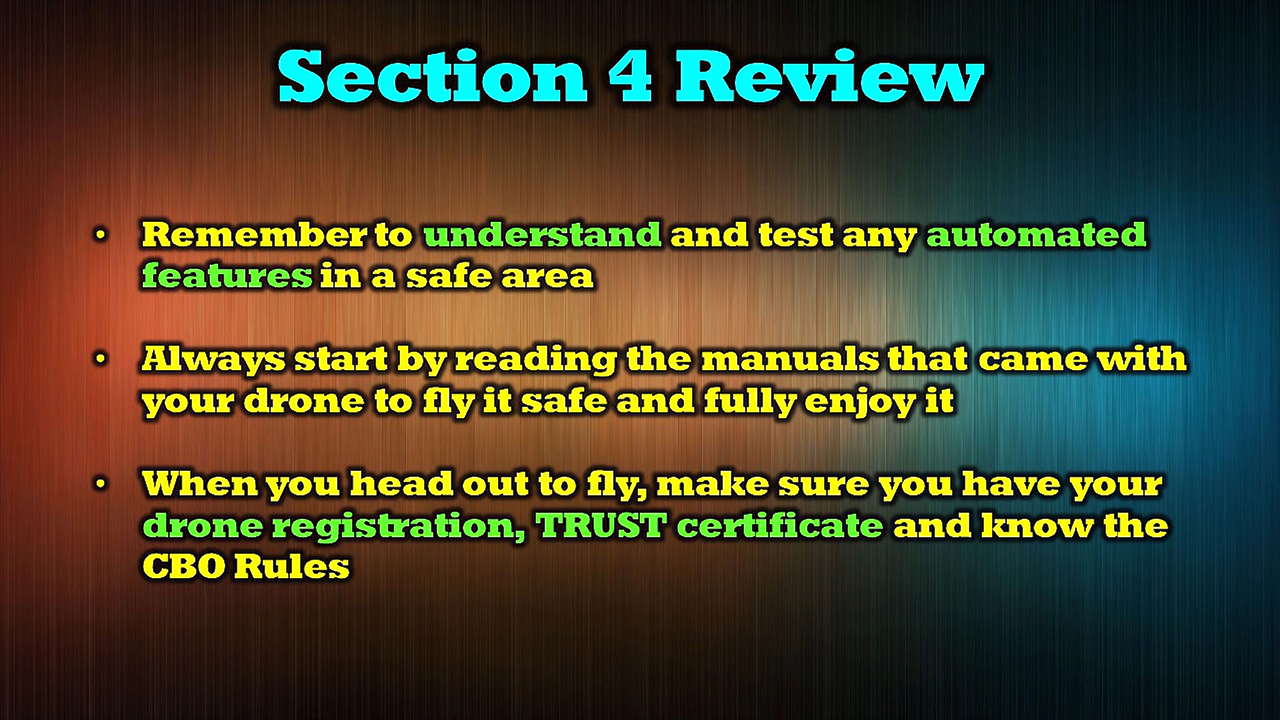 Section 4 Review
• Remember to understand and test any automated
features in a safe area
• Always start by reading the manuals that came with
your drone to fly it safe and fully enjoy it
• When you head out to fly, make sure you have your
drone registration, TRUST certificate and know the
CBO Rules